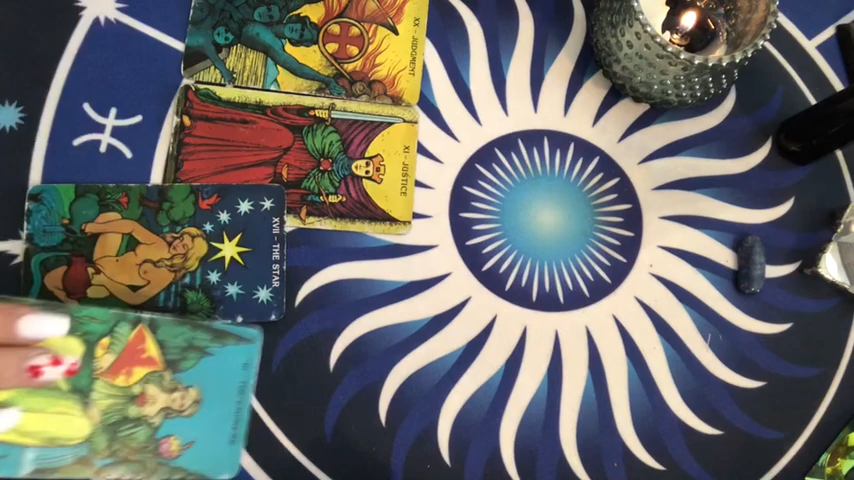 XX - JUDGMENT
XI - JUSTICE
XVII - THE STAR